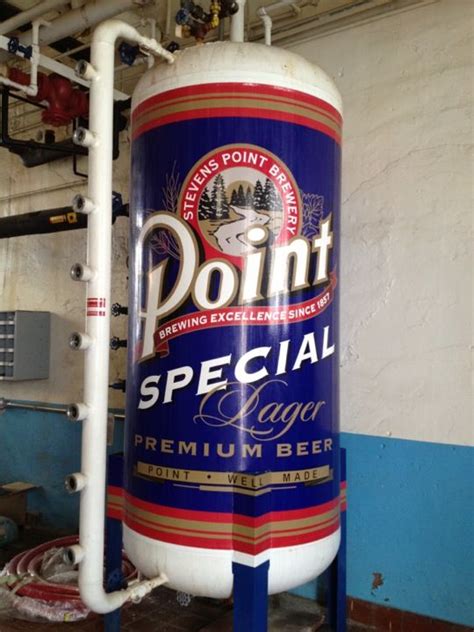 STEVENS POINT BREWERY
Point
BREWING EXCELLENCE SINCE 1857
SPECIAL
Lager
PREMIUM BEER
POINT • WELL MADE